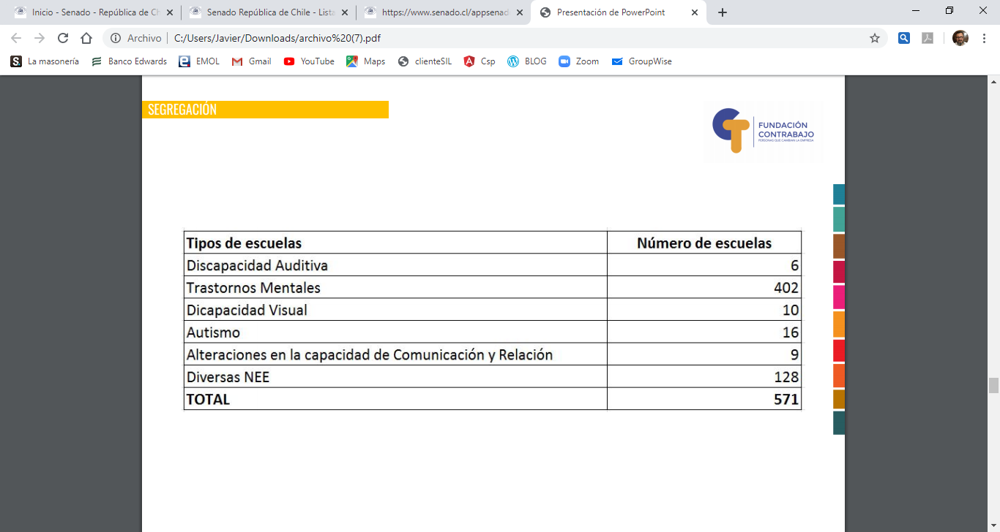 Inicio - Senado - República de Ch
Senado República de Chile - Lista
https://www.senado.cl/appsenad
Presentación de PowerPoint
Archivo C:/Users/Javier/Downloads/archivo%20(7).pdf
La masonería Banco Edwards EMOL Gmail YouTube Maps clienteSIL Csp BLOG Zoom GroupWise
SEGREGACIÓN
FUNDACIÓN
CONTRABAJO
PERSONAS QUE CAMBIAN LA EMPRESA
Tipos de escuelas Número de escuelas
Discapacidad Auditiva 6
Trastornos Mentales 402
Dicapacidad Visual 10
Autismo 16
Alteraciones en la capacidad de Comunicación y Relación 9
Diversas NEE 128
TOTAL 571